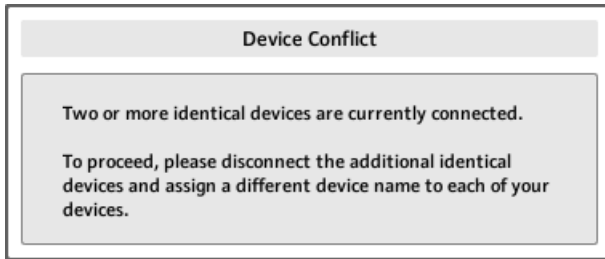 Device Conflict
Two or more identical devices are currently connected.
To proceed, please disconnect the additional identical
devices and assign a different device name to each of your
devices.